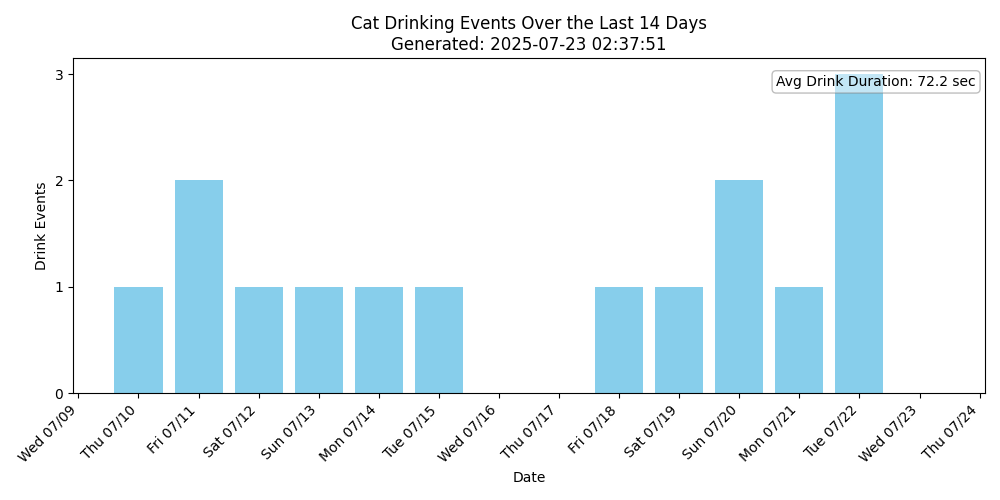 Cat Drinking Events Over the Last 14 Days
Generated: 2025-07-23 02:37:51
Avg Drink Duration: 72.2 sec
Drink Events
3
2
1
0
Wed 07/09
Thu 07/10
Fri 07/11
Sat 07/12
Sun 07/13
Mon 07/14
Tue 07/15
Wed 07/16
Thu 07/17
Fri 07/18
Sat 07/19
Sun 07/20
Mon 07/21
Tue 07/22
Wed 07/23
Thu 07/24
Date